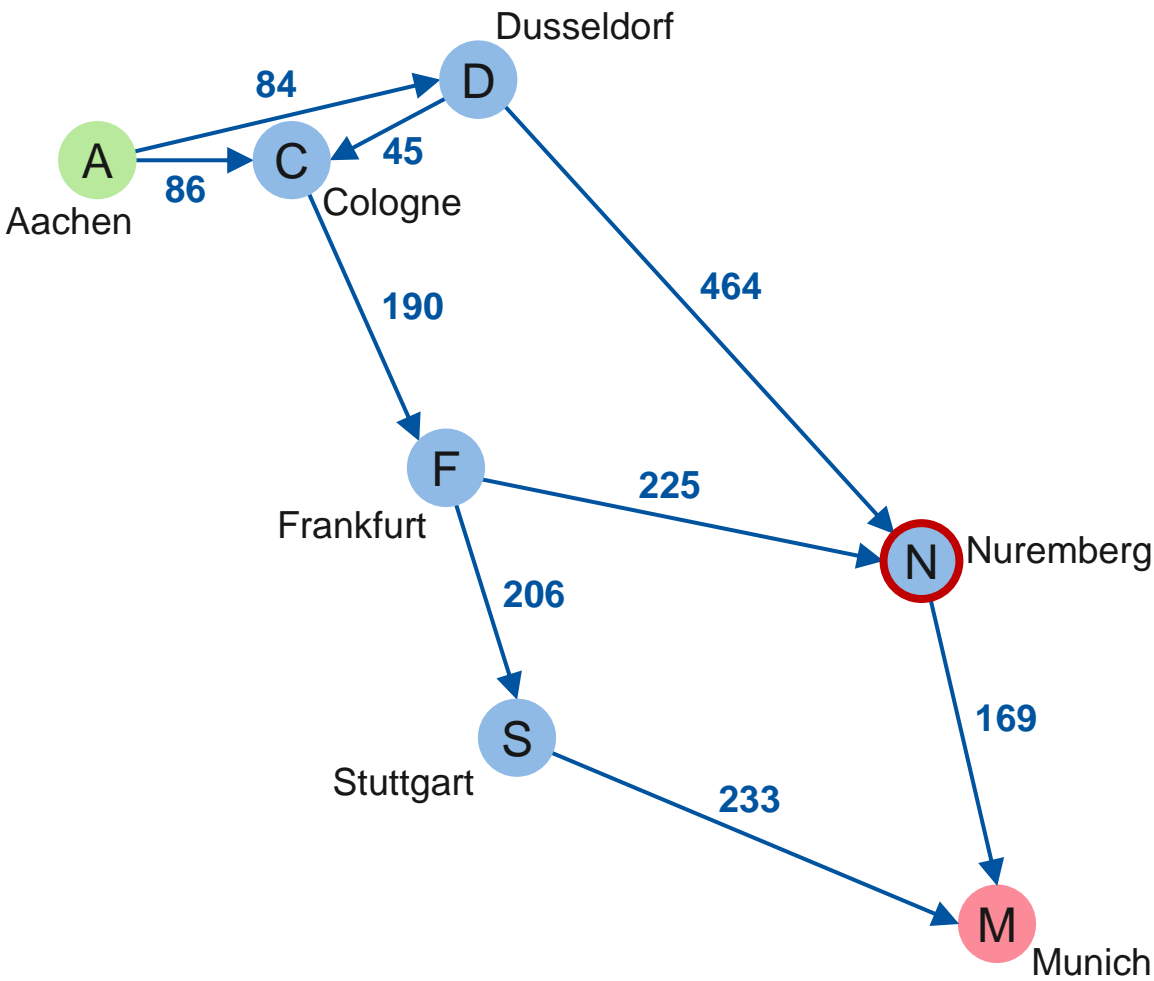 Dusseldorf
D
84
A
C
45
86
Cologne
Aachen
464
190
F
225
Frankfurt
N
Nuremberg
206
169
S
Stuttgart
233
M
Munich